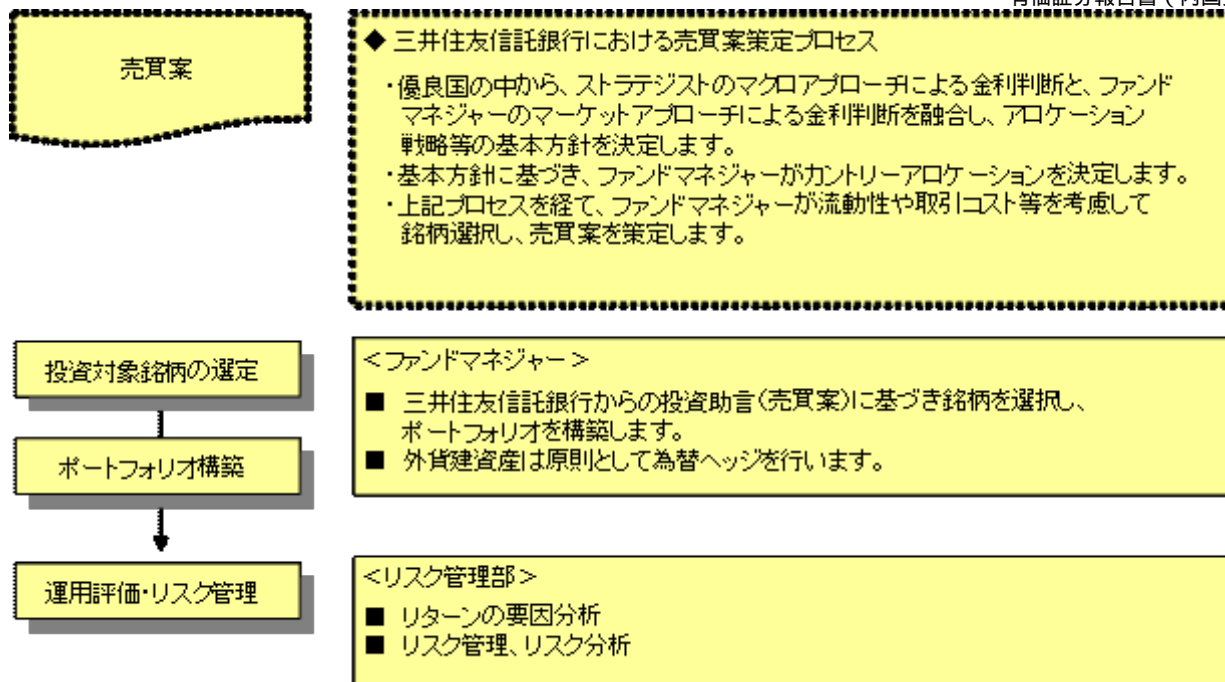 売買案
◆ 三井住友信託銀行における売買案策定プロセス
・優良国の中から、ストラテジストのマクロアプローチによる金利判断と、ファンド
マネジャーのマーケットアプローチによる金利判断を融合し、アロケーション
戦略等の基本方針を決定します。
・基本方針に基づき、ファンドマネジャーがカントリーアロケーションを決定します。
・上記プロセスを経て、ファンドマネジャーが流動性や取引コスト等を考慮して
銘柄選択し、売買案を策定します。
投資対象銘柄の選定
ポートフォリオ構築
<ファンドマネジャー>
■ 三井住友信託銀行からの投資助言(売買案)に基づき銘柄を選択し、
ポートフォリオを構築します。
■ 外貨建資産は原則として為替ヘッジを行います。
運用評価・リスク管理
<リスク管理部>
■ リターンの要因分析
■ リスク管理、リスク分析